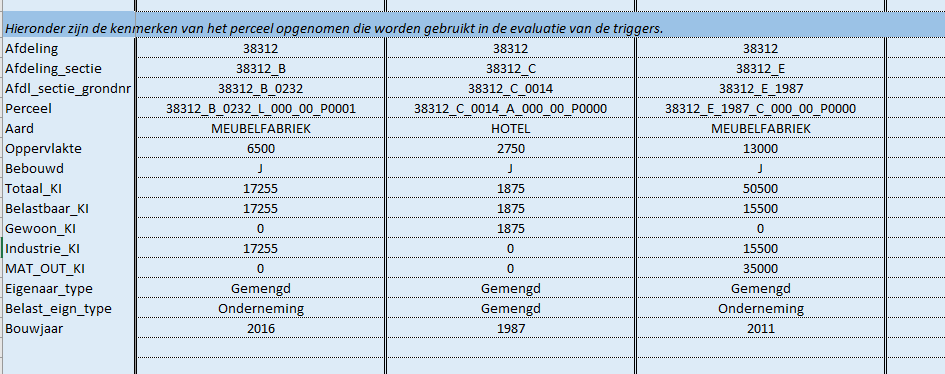 Hieronder zijn de kenmerken van het perceel opgenomen die worden gebruikt in de evaluatie van de triggers.
Afdeling 38312 38312 38312
Afdeling_sectie 38312_B 38312_C 38312_E
Afdl_sectie_grondnr 38312_B_0232 38312_C_0014 38312_E_1987
Perceel 38312_B_0232_L_000_00_P0001 38312_C_0014_A_000_00_P0000 38312_E_1987_C_000_00_P0000
Aard MEUBELFABRIEK HOTEL MEUBELFABRIEK
Oppervlakte 6500 2750 13000
Bebouwd J J J
Totaal_KI 17255 1875 50500
Belastbaar_KI 17255 1875 15500
Gewoon_KI 0 1875 0
Industrie_KI 17255 0 15500
MAT_OUT_KI 0 0 35000
Eigenaar_type Gemengd Gemengd Gemengd
Belast_eign_type Onderneming Gemengd Onderneming
Bouwjaar 2016 1987 2011